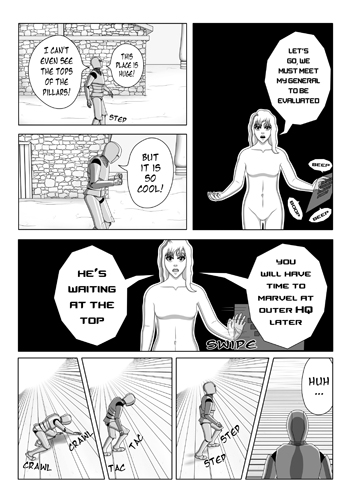 I CAN'T
EVEN SEE
THE TOPS
OF THE
PILLARS!
THIS
PLACE IS
HUGE!
STEP
LET'S
GO, WE
MUST MEET
MY GENERAL
TO BE
EVALUATED
BEEP
BOOP
BEEP
BUT
IT IS
SO
COOL!
HE'S
WAITING
AT THE
TOP
YOU
WILL HAVE
TIME TO
MARVEL AT
OUTER HQ
LATER
SWIPE
CRAWL
CRAWL
TAC
TAC
STEP
STEP
HUH
...